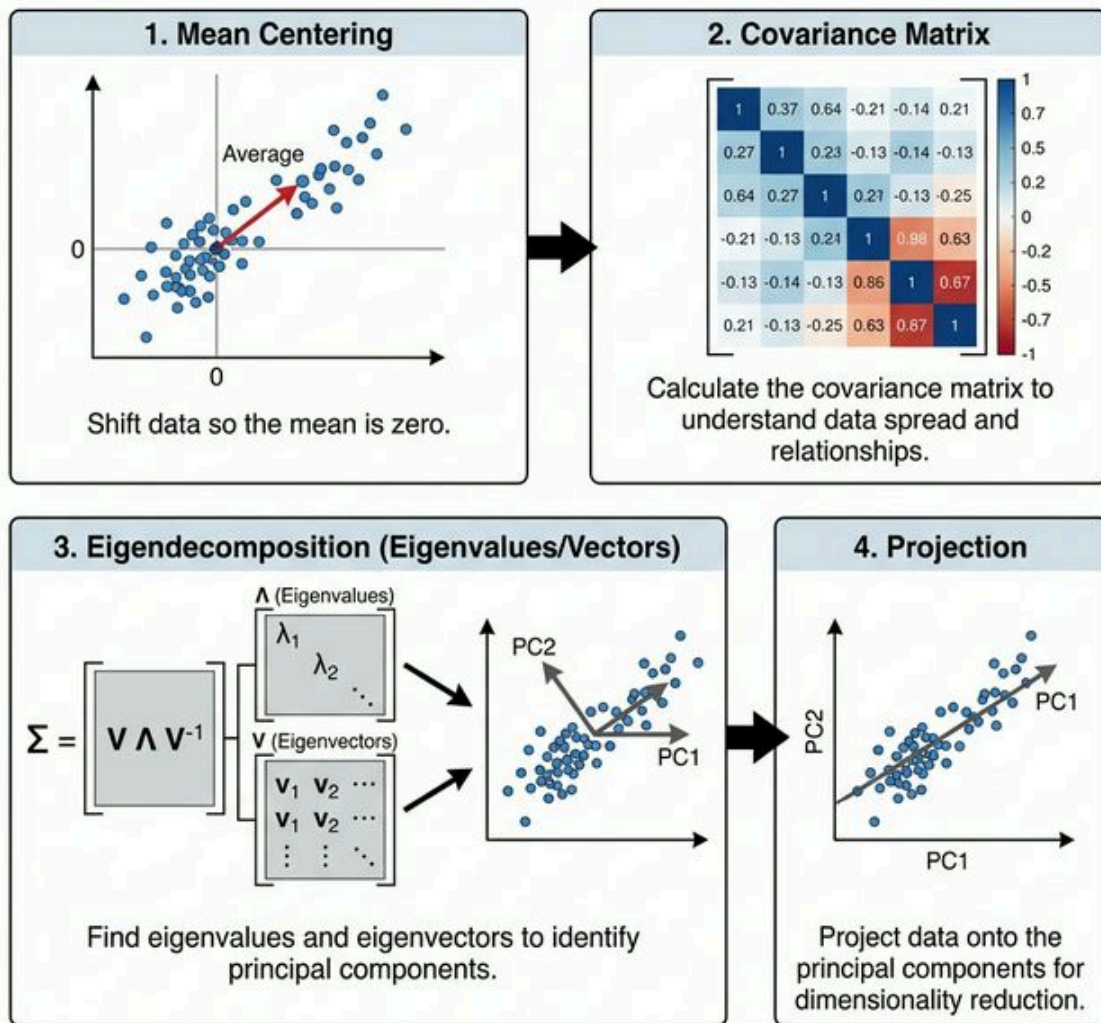 1. Mean Centering
Average
0
0
Shift data so the mean is zero.
2. Covariance Matrix
1 0.37 0.64 -0.21 -0.14 0.21
0.27 1 0.23 -0.13 -0.14 -0.13
0.64 0.27 1 0.21 -0.13 -0.25
-0.21 -0.13 0.24 1 0.98 0.63
-0.13 -0.14 -0.13 0.86 1 0.67
0.21 -0.13 -0.25 0.63 0.87 1
1
0.7
0.5
0.2
0
-0.2
-0.5
-0.7
-1
Calculate the covariance matrix to
understand data spread and
relationships.
3. Eigendecomposition (Eigenvalues/Vectors)
Λ (Eigenvalues)
λ1
λ2
⋱
Σ = V Λ V⁻¹
V (Eigenvectors)
v1 v2 ⋯
v1 v2 ⋯
⋮ ⋮ ⋱
PC2
PC1
Find eigenvalues and eigenvectors to identify
principal components.
4. Projection
PC2
PC1
PC1
Project data onto the
principal components for
dimensionality reduction.